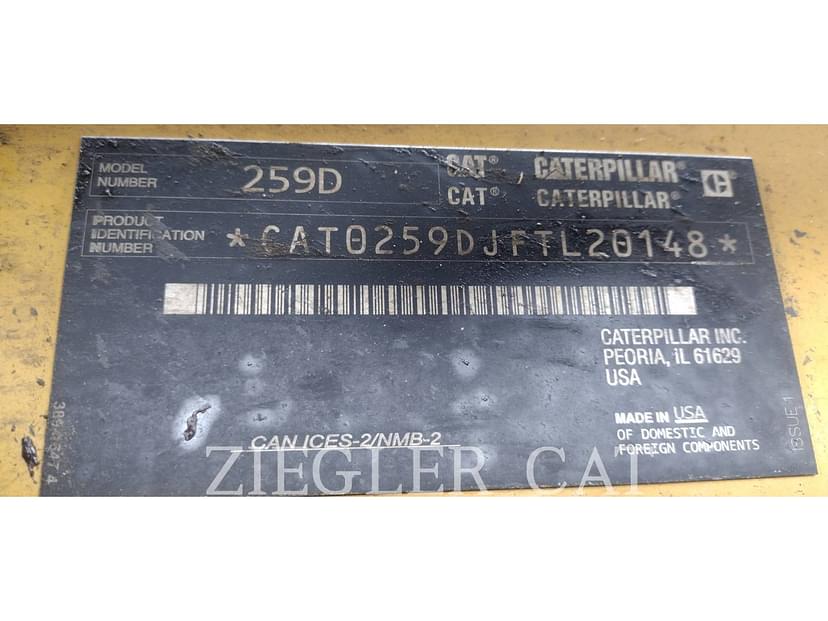 MODEL NUMBER 259D
CAT® CATERPILLAR®
CAT® CATERPILLAR®
C
PRODUCT IDENTIFICATION NUMBER *CAT0259DJFTL20148*
CATERPILLAR INC.
PEORIA, IL 61629
USA
MADE IN USA
OF DOMESTIC AND
FOREIGN COMPONENTS
ISSUE 1
CAN ICES-2/NMB-2
ZIEGLER CAT